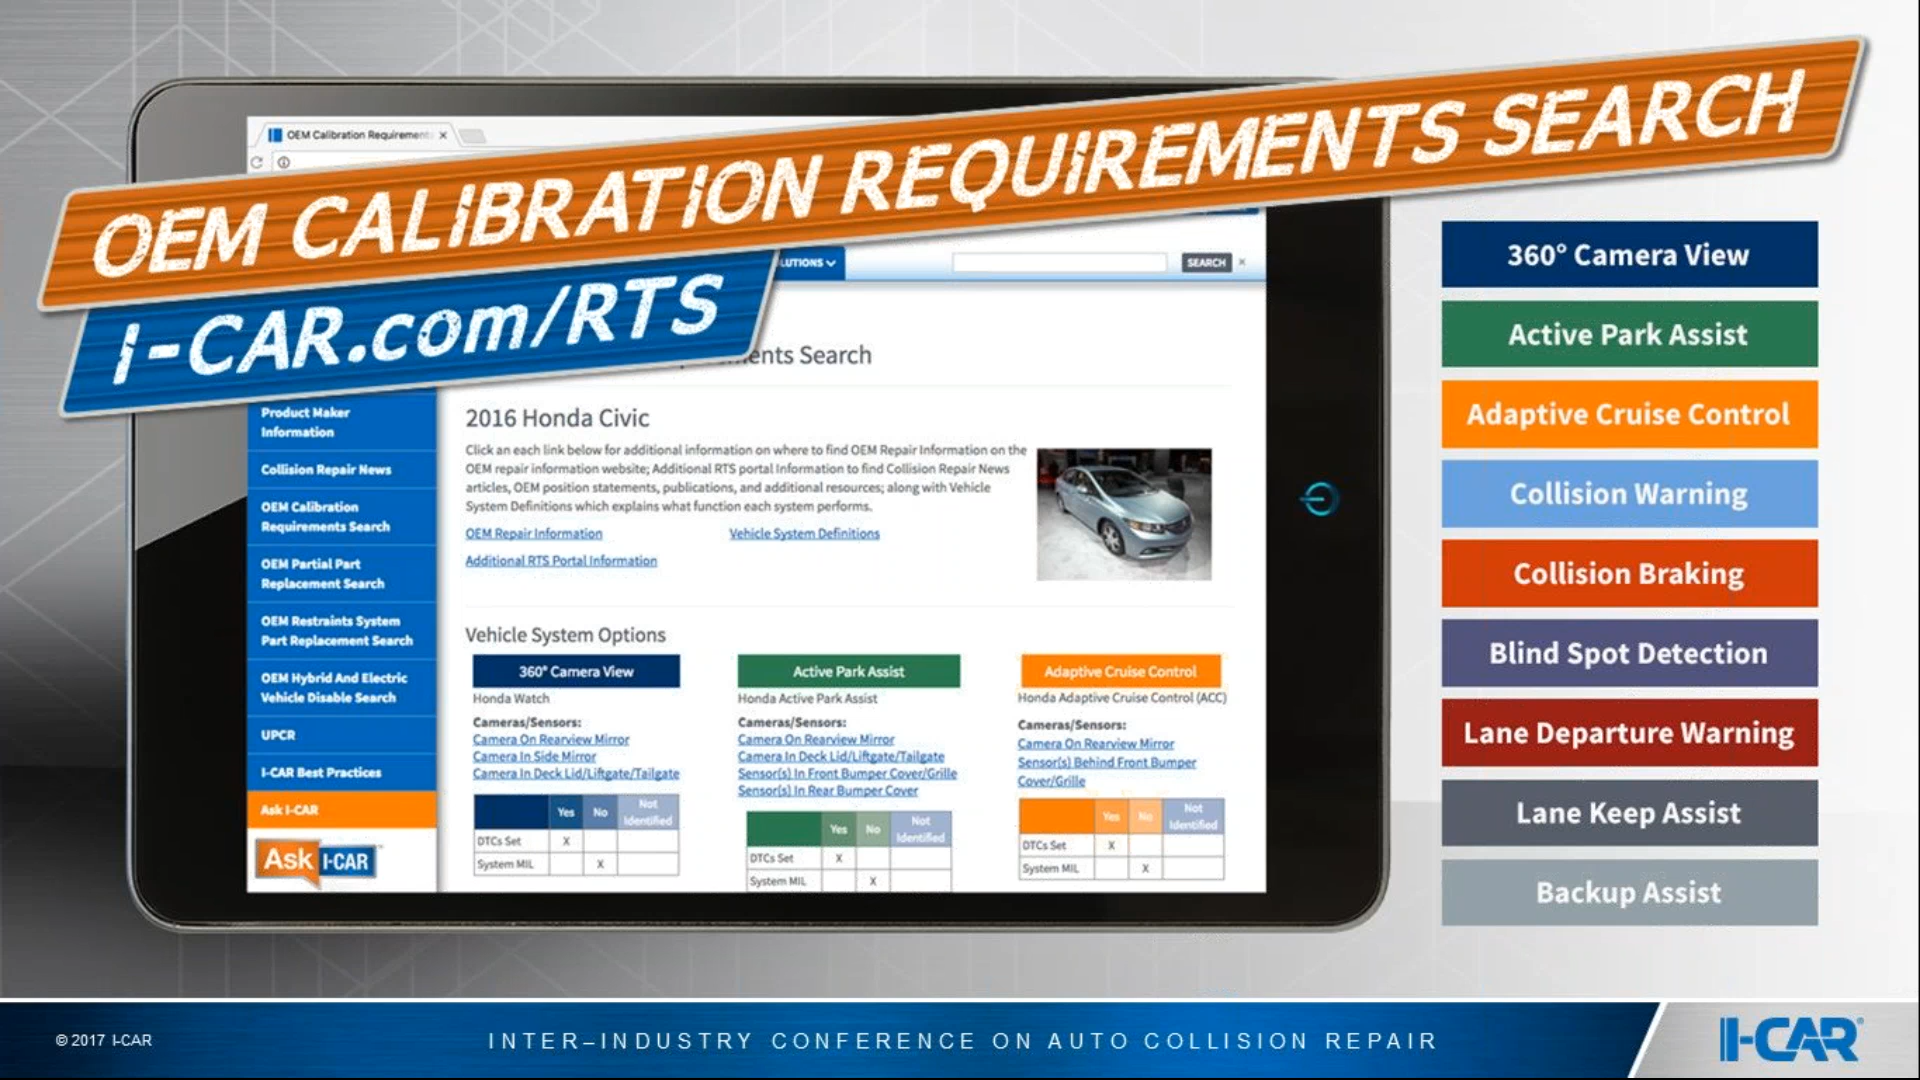 OEM CALIBRATION REQUIREMENTS SEARCH
I-CAR.com/RTS
OEM Calibration Requirement
SEARCH
ents Search
Product Maker
Information
Collision Repair News
OEM Calibration
Requirements Search
OEM Partial Part
Replacement Search
OEM Restraints System
Part Replacement Search
OEM Hybrid And Electric
Vehicle Disable Search
UPCR
I-CAR Best Practices
Ask I-CAR
Ask I-CAR
2016 Honda Civic
Click an each link below for additional information on where to find OEM Repair Information on the
OEM repair information website; Additional RTS portal Information to find Collision Repair News
articles, OEM position statements, publications, and additional resources; along with Vehicle
System Definitions which explains what function each system performs.
OEM Repair Information Vehicle System Definitions
Additional RTS Portal Information
Vehicle System Options
360° Camera View
Honda Watch
Cameras/Sensors:
Camera On Rearview Mirror
Camera In Side Mirror
Camera In Deck Lid/Liftgate/Tailgate
Yes No Not Identified
DTCs Set X
System MIL X
Active Park Assist
Honda Active Park Assist
Cameras/Sensors:
Camera On Rearview Mirror
Camera In Deck Lid/Liftgate/Tailgate
Sensor(s) In Front Bumper Cover/Grille
Sensor(s) In Rear Bumper Cover
Yes No Not Identified
DTCs Set X
System MIL X
Adaptive Cruise Control
Honda Adaptive Cruise Control (ACC)
Cameras/Sensors:
Camera On Rearview Mirror
Sensor(s) Behind Front Bumper
Cover/Grille
Yes No Not Identified
DTCs Set X
System MIL X
360° Camera View
Active Park Assist
Adaptive Cruise Control
Collision Warning
Collision Braking
Blind Spot Detection
Lane Departure Warning
Lane Keep Assist
Backup Assist
© 2017 I-CAR
INTER–INDUSTRY CONFERENCE ON AUTO COLLISION REPAIR
I-CAR®